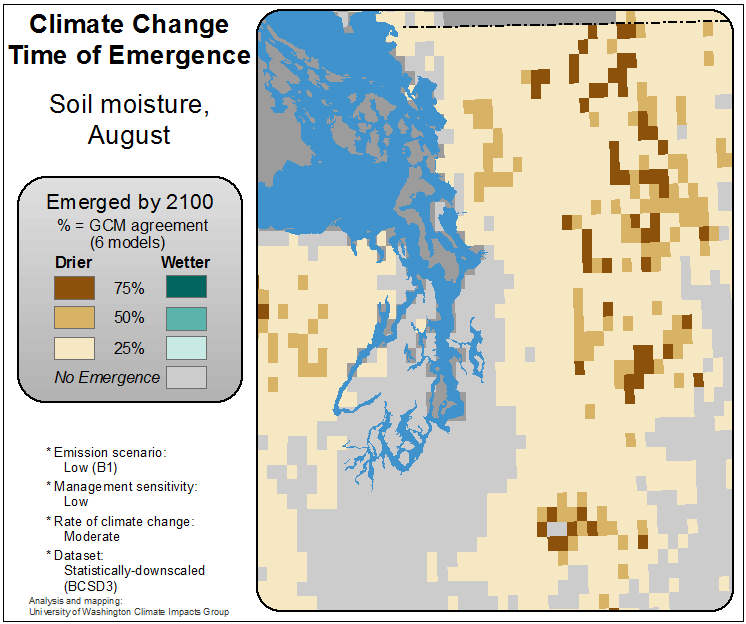 Climate Change
Time of Emergence
Soil moisture,
August
Emerged by 2100
% = GCM agreement
(6 models)
Drier Wetter
75%
50%
25%
No Emergence
* Emission scenario:
Low (B1)
* Management sensitivity:
Low
* Rate of climate change:
Moderate
* Dataset:
Statistically-downscaled
(BCSD3)
Analysis and mapping:
University of Washington Climate Impacts Group